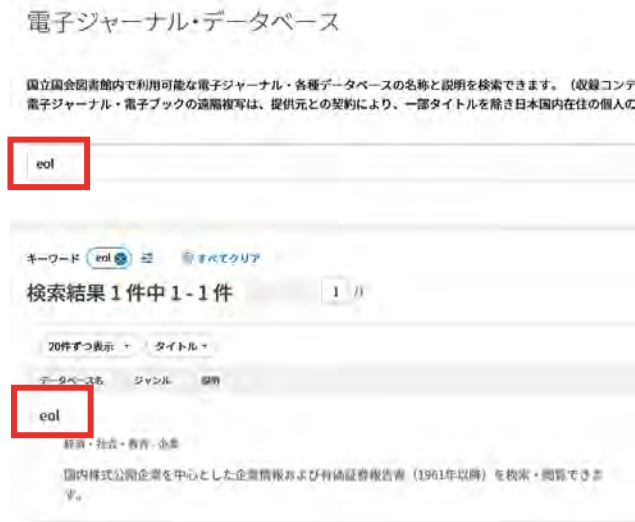 電子ジャーナル・データベース
国立国会図書館内で利用可能な電子ジャーナル・各種データベースの名称と説明を検索できます。（収録コンテ
電子ジャーナル・電子ブックの遠隔複写は、提供元との契約により、一部タイトルを除き日本国内在住の個人の
eol
キーワード eol すべてクリア
検索結果 1 件中 1 - 1 件 1 /1
20件ずつ表示 タイトル
データベース名 ジャンル 説明
eol
経済・社会・教育 - 企業
国内株式公開企業を中心とした企業情報および有価証券報告書（1961年以降）を検索・閲覧できま
す。